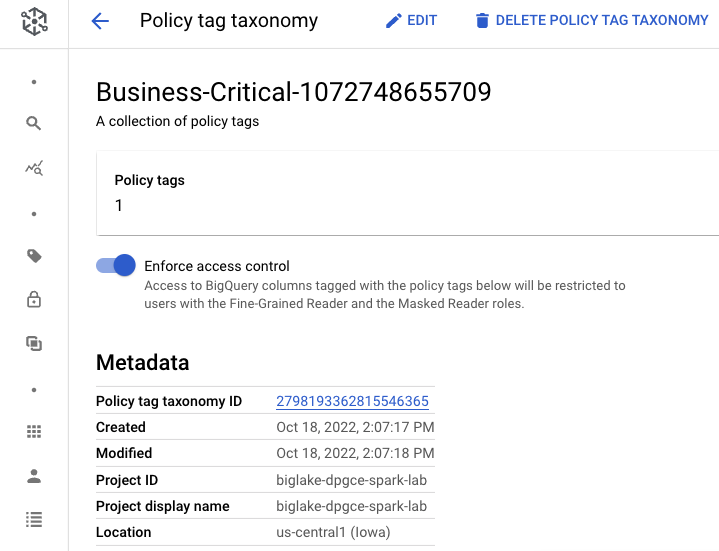 Policy tag taxonomy
EDIT
DELETE POLICY TAG TAXONOMY
Business-Critical-1072748655709
A collection of policy tags
Policy tags
1
Enforce access control
Access to BigQuery columns tagged with the policy tags below will be restricted to
users with the Fine-Grained Reader and the Masked Reader roles.
Metadata
Policy tag taxonomy ID 2798193362815546365
Created Oct 18, 2022, 2:07:17 PM
Modified Oct 18, 2022, 2:07:18 PM
Project ID biglake-dpgce-spark-lab
Project display name biglake-dpgce-spark-lab
Location us-central1 (Iowa)